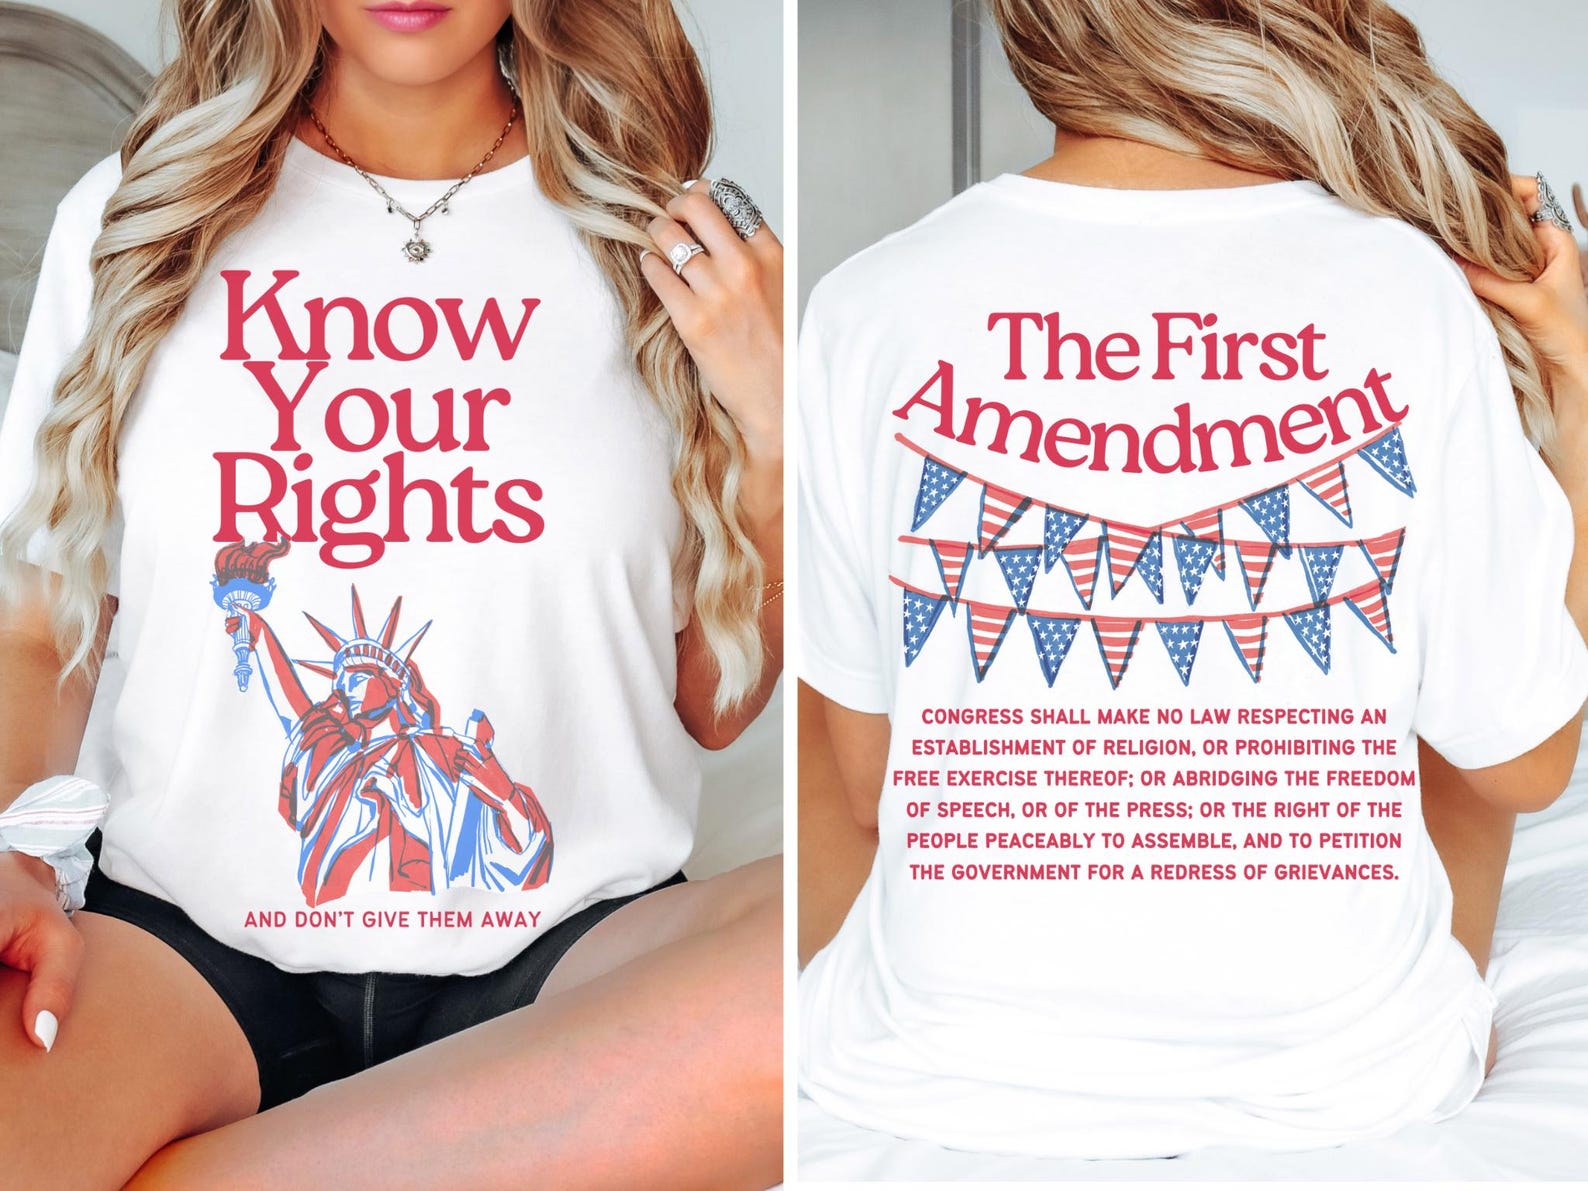 Know
Your
Rights
AND DON'T GIVE THEM AWAY
The First
Amendment
CONGRESS SHALL MAKE NO LAW RESPECTING AN
ESTABLISHMENT OF RELIGION, OR PROHIBITING THE
FREE EXERCISE THEREOF; OR ABRIDGING THE FREEDOM
OF SPEECH, OR OF THE PRESS; OR THE RIGHT OF THE
PEOPLE PEACEABLY TO ASSEMBLE, AND TO PETITION
THE GOVERNMENT FOR A REDRESS OF GRIEVANCES.